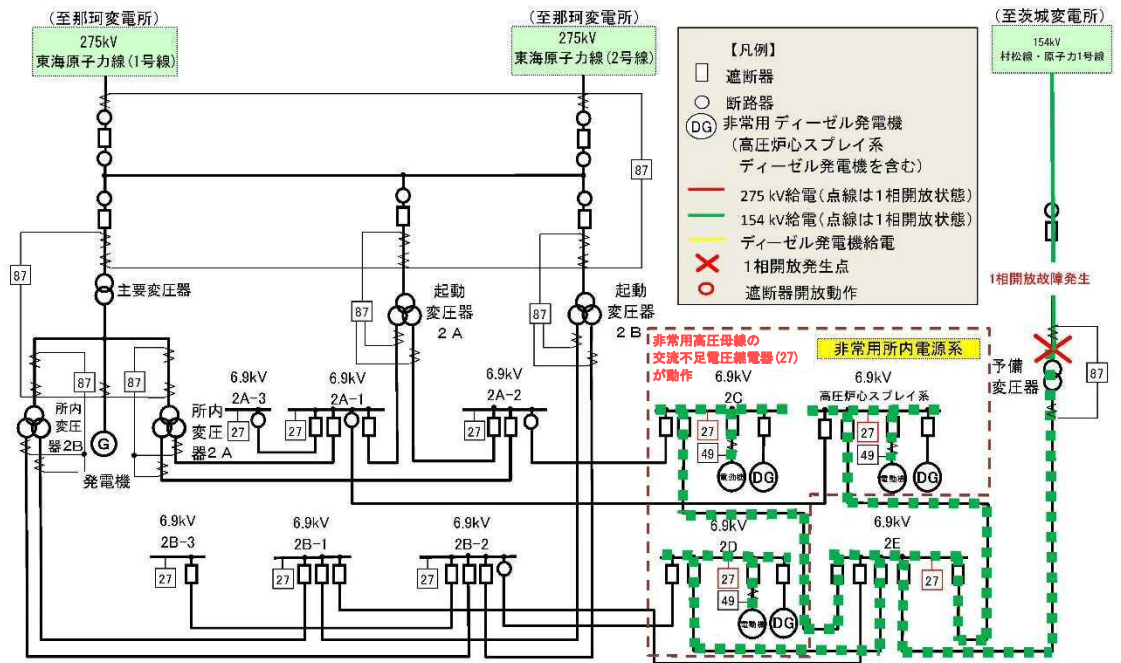 (至那珂変電所)
275kV
東海原子力線(1号線)
(至那珂変電所)
275kV
東海原子力線(2号線)
(至茨城変電所)
154kV
村松線・原子力1号線
【凡例】
遮断器
断路器
DG 非常用 ディーゼル発電機
(高圧炉心スプレイ系
ディーゼル発電機を含む)
275 kV給電(点線は1相開放状態)
154 kV給電(点線は1相開放状態)
ディーゼル発電機給電
1相開放発生点
遮断器開放動作
87
87
87
87
主要変圧器
起動
変圧器
2A
起動
変圧器
2B
1相開放故障発生
予備
変圧器
87
87
87
所内
変圧
器2B
G
発電機
所内
変圧
器2A
6.9kV
2A-3
27
6.9kV
2A-1
27
6.9kV
2A-2
27
非常用高圧母線の
交流不足電圧継電器(27)
が動作
非常用所内電源系
6.9kV
2C
27
49
電動機
DG
6.9kV
高圧炉心スプレイ系
27
49
電動機
DG
6.9kV
2B-3
27
6.9kV
2B-1
27
6.9kV
2B-2
27
6.9kV
2D
27
49
電動機
DG
6.9kV
2E
27